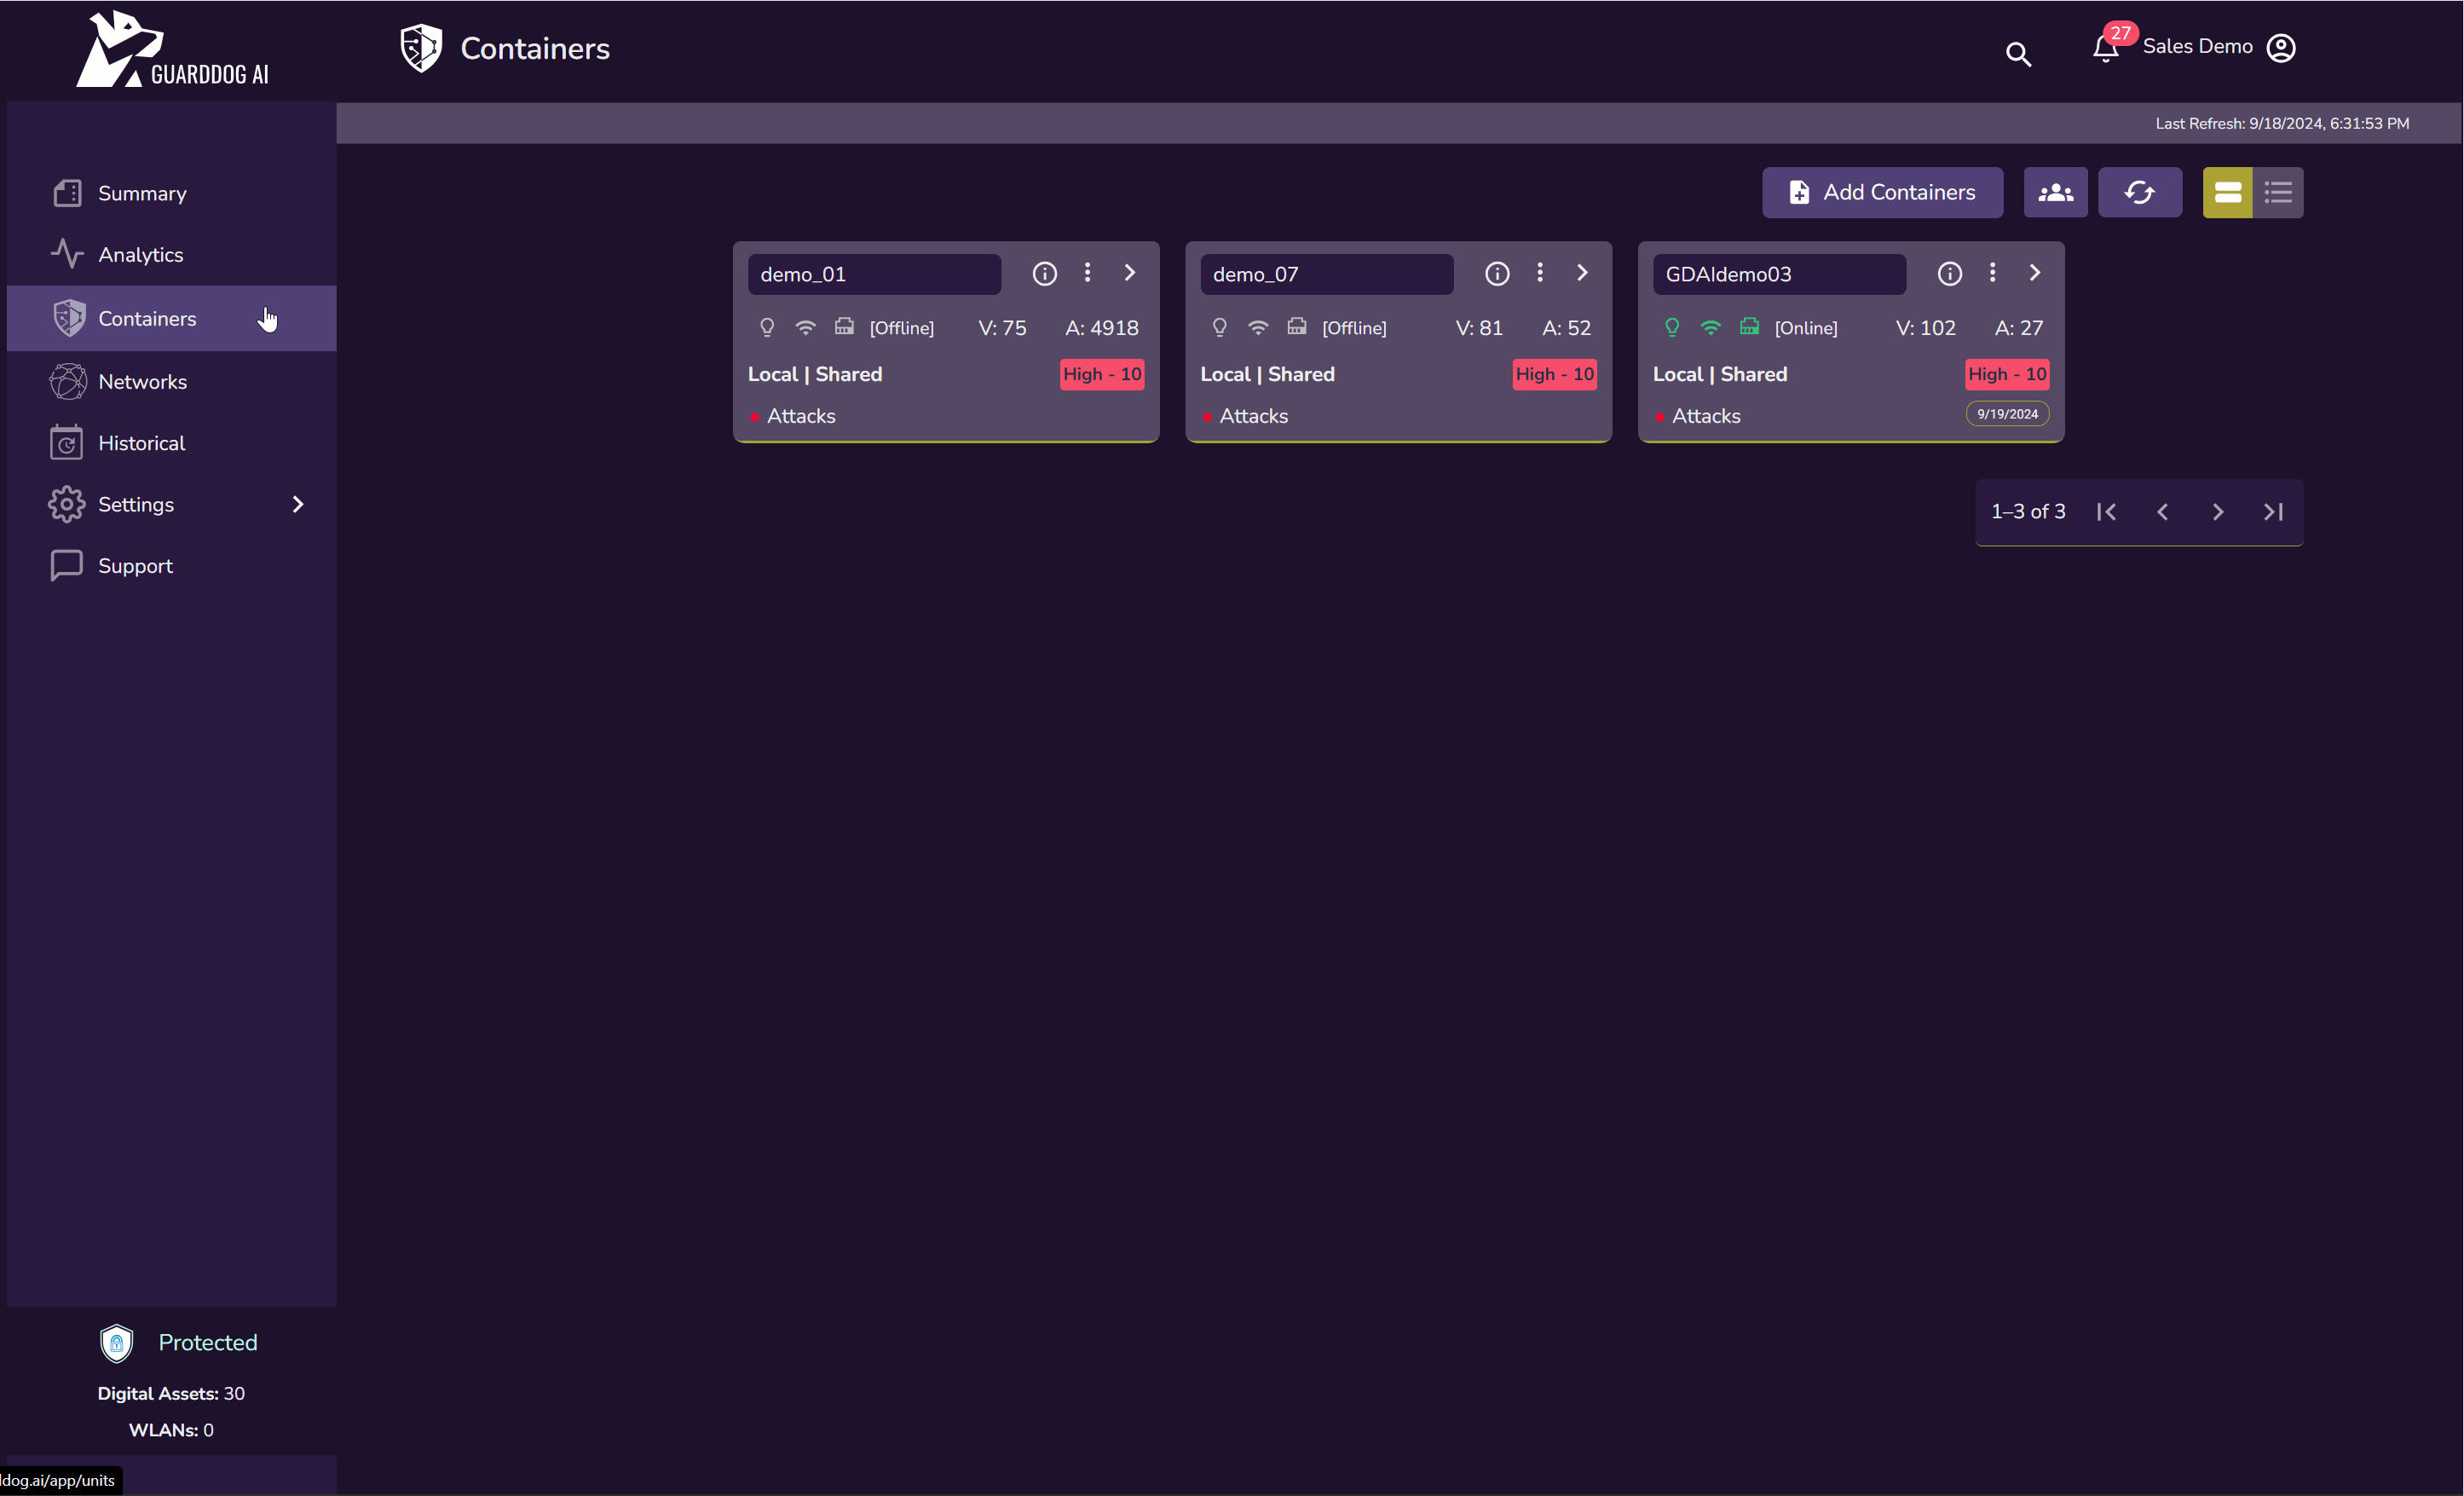 GUARDDOG AI
Containers
27
Sales Demo
Last Refresh: 9/18/2024, 6:31:53 PM
Summary
Analytics
Containers
Networks
Historical
Settings
Support
Add Containers
demo_01
[Offline]
V: 75
A: 4918
Local | Shared
High - 10
Attacks
demo_07
[Offline]
V: 81
A: 52
Local | Shared
High - 10
Attacks
GDAIdemo03
[Online]
V: 102
A: 27
Local | Shared
High - 10
Attacks
9/19/2024
1–3 of 3
Protected
Digital Assets: 30
WLANs: 0
ldog.ai/app/units